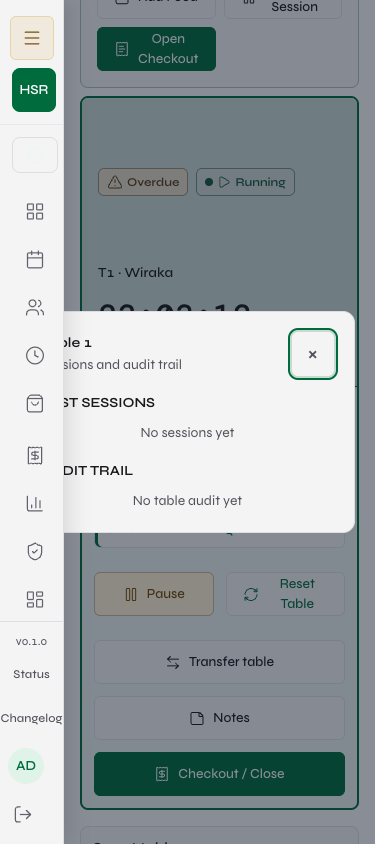 Session
Open
Checkout
HSR
Overdue
Running
T1 · Wiraka
ble 1
sions and audit trail
×
ST SESSIONS
No sessions yet
DIT TRAIL
No table audit yet
Pause
Reset
Table
v0.1.0
Transfer table
Status
Notes
Changelog
AD
Checkout / Close